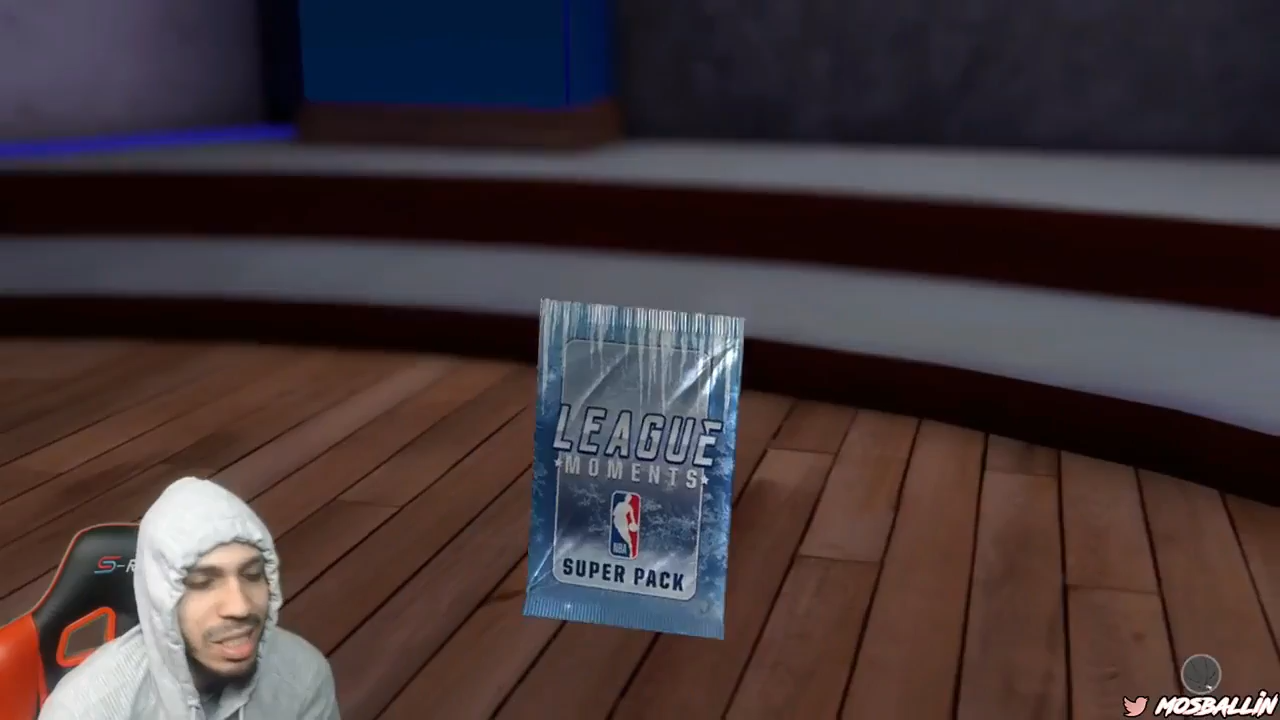 LEAGUE
MOMENTS
NBA
SUPER PACK
S-R
MOSBALLIN